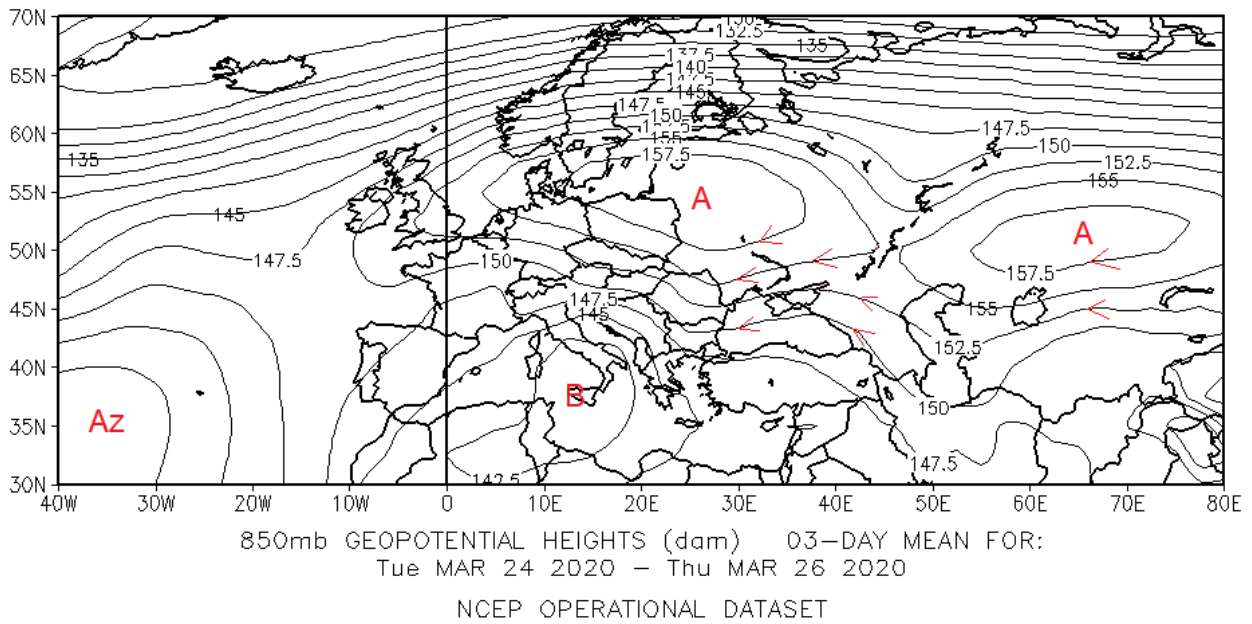 70N
65N
60N
55N
50N
45N
40N
35N
30N
130
132.5
135
137.5
140
145
147.5
150
155
157.5
147.5
150
152.5
155
157.5
155
152.5
150
147.5
135
145
147.5
150
147.5
145
147.5
A
A
Az
B
40W 30W 20W 10W 0 10E 20E 30E 40E 50E 60E 70E 80E
850mb GEOPOTENTIAL HEIGHTS (dam) 03-DAY MEAN FOR:
Tue MAR 24 2020 - Thu MAR 26 2020
NCEP OPERATIONAL DATASET